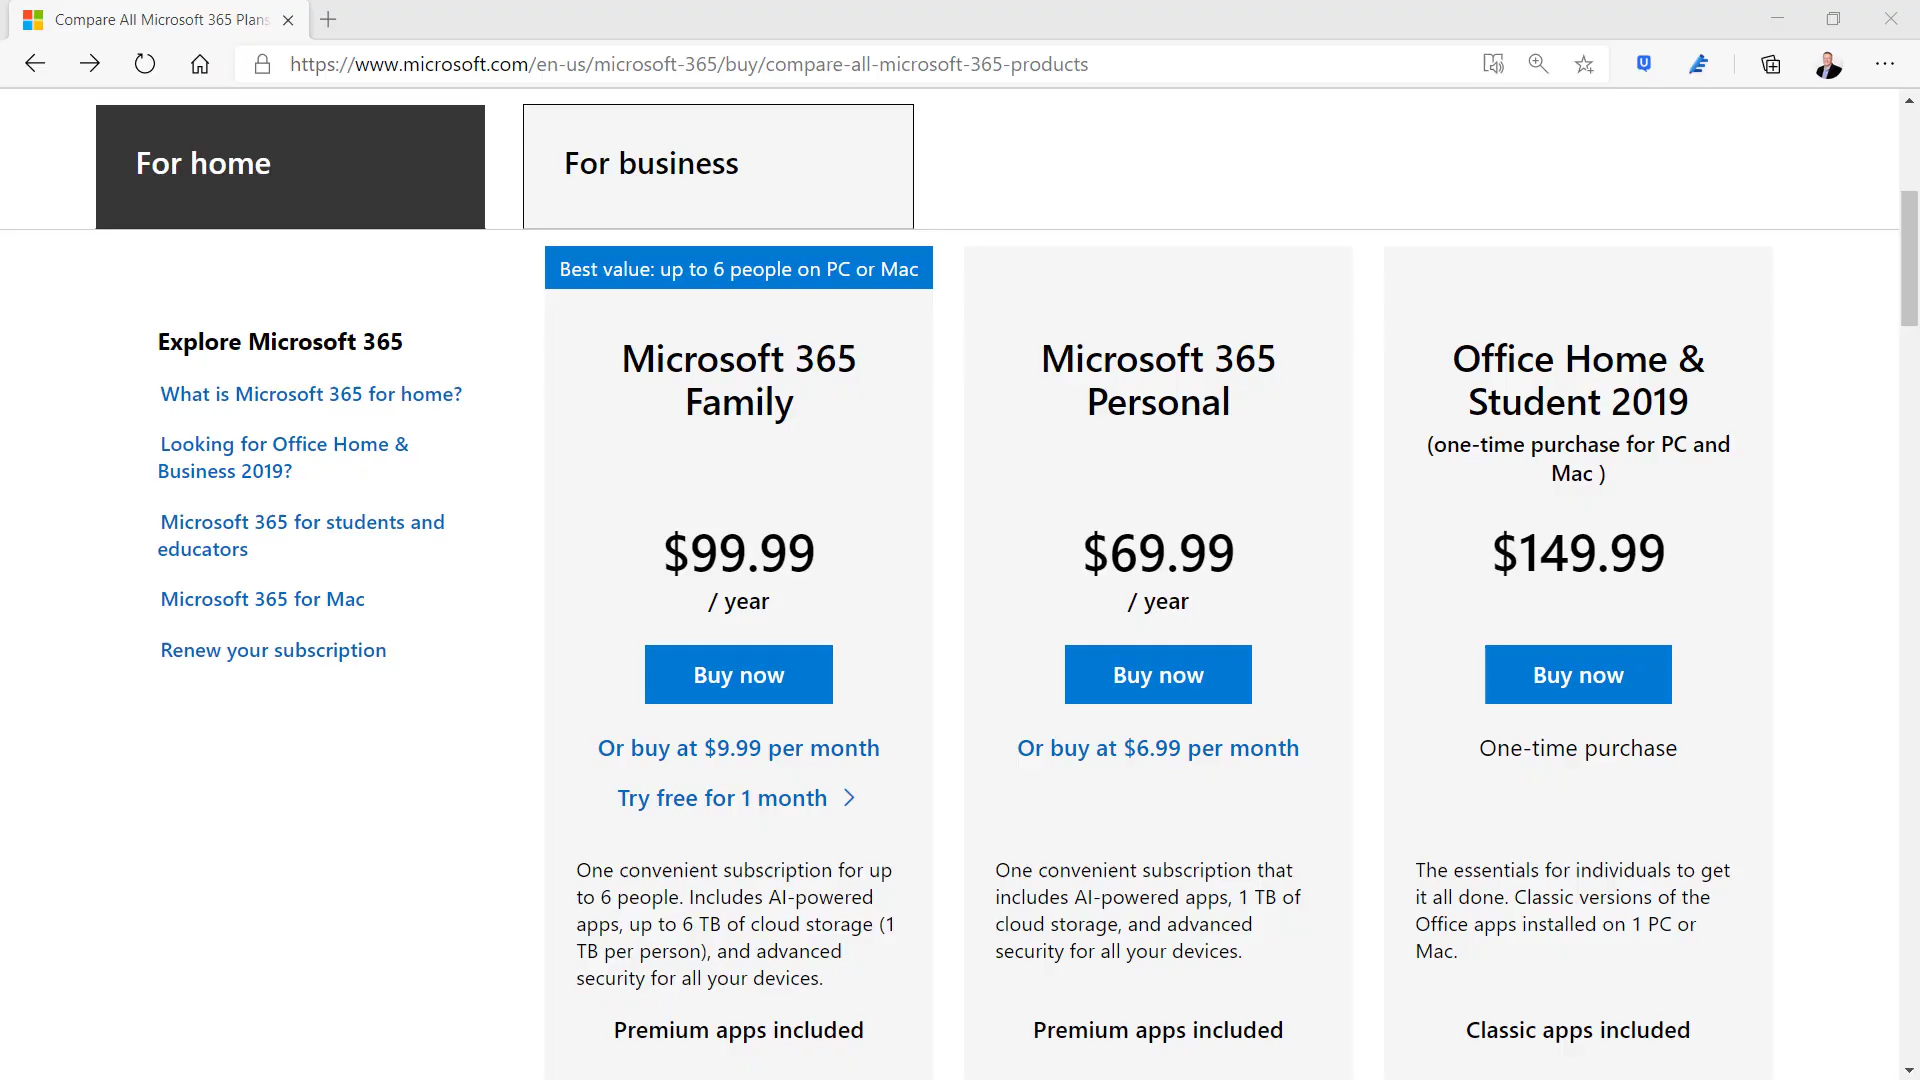 Compare All Microsoft 365 Plans
https://www.microsoft.com/en-us/microsoft-365/buy/compare-all-microsoft-365-products
For home
For business
Explore Microsoft 365
What is Microsoft 365 for home?
Looking for Office Home &
Business 2019?
Microsoft 365 for students and
educators
Microsoft 365 for Mac
Renew your subscription
Best value: up to 6 people on PC or Mac
Microsoft 365
Family
$99.99
/ year
Buy now
Or buy at $9.99 per month
Try free for 1 month
One convenient subscription for up
to 6 people. Includes AI-powered
apps, up to 6 TB of cloud storage (1
TB per person), and advanced
security for all your devices.
Premium apps included
Microsoft 365
Personal
$69.99
/ year
Buy now
Or buy at $6.99 per month
One convenient subscription that
includes AI-powered apps, 1 TB of
cloud storage, and advanced
security for all your devices.
Premium apps included
Office Home &
Student 2019
(one-time purchase for PC and
Mac )
$149.99
Buy now
One-time purchase
The essentials for individuals to get
it all done. Classic versions of the
Office apps installed on 1 PC or
Mac.
Classic apps included